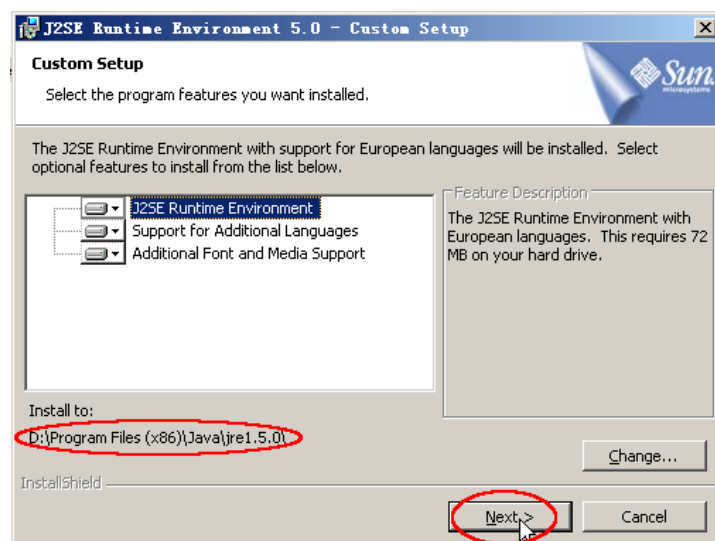 J2SE Runtime Environment 5.0 - Custom Setup
Custom Setup
Select the program features you want installed.
Sun
microsystems
The J2SE Runtime Environment with support for European languages will be installed. Select
optional features to install from the list below.
J2SE Runtime Environment
Support for Additional Languages
Additional Font and Media Support
Feature Description
The J2SE Runtime Environment with
European languages. This requires 72
MB on your hard drive.
Install to:
D:\Program Files (x86)\Java\jre1.5.0\
Change...
InstallShield
Next >
Cancel